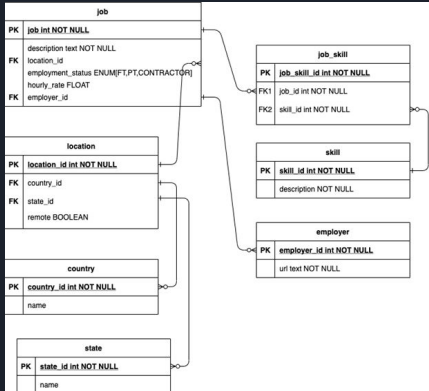 job
PK job int NOT NULL
description text NOT NULL
FK location_id
employment_status ENUM[FT,PT,CONTRACTOR]
hourly_rate FLOAT
FK employer_id
job_skill
PK job_skill_id int NOT NULL
FK1 job_id int NOT NULL
FK2 skill_id int NOT NULL
location
PK location_id int NOT NULL
FK country_id
FK state_id
remote BOOLEAN
skill
PK skill_id int NOT NULL
description NOT NULL
employer
PK employer_id int NOT NULL
url text NOT NULL
country
PK country_id int NOT NULL
name
state
PK state_id int NOT NULL
name